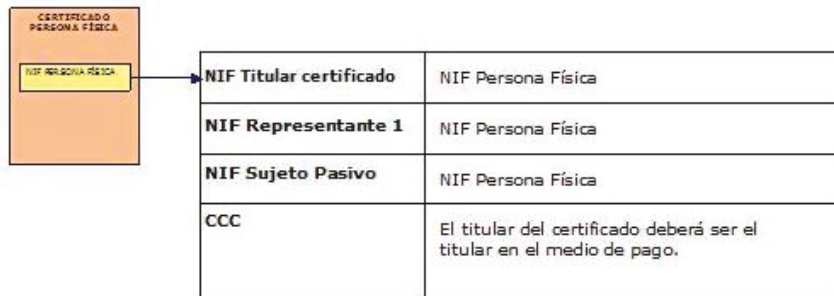 CERTIFICADO
PERSONA FÍSICA
NIF PERSONA FÍSICA
NIF Titular certificado NIF Persona Física
NIF Representante 1 NIF Persona Física
NIF Sujeto Pasivo NIF Persona Física
CCC El titular del certificado deberá ser el
titular en el medio de pago.